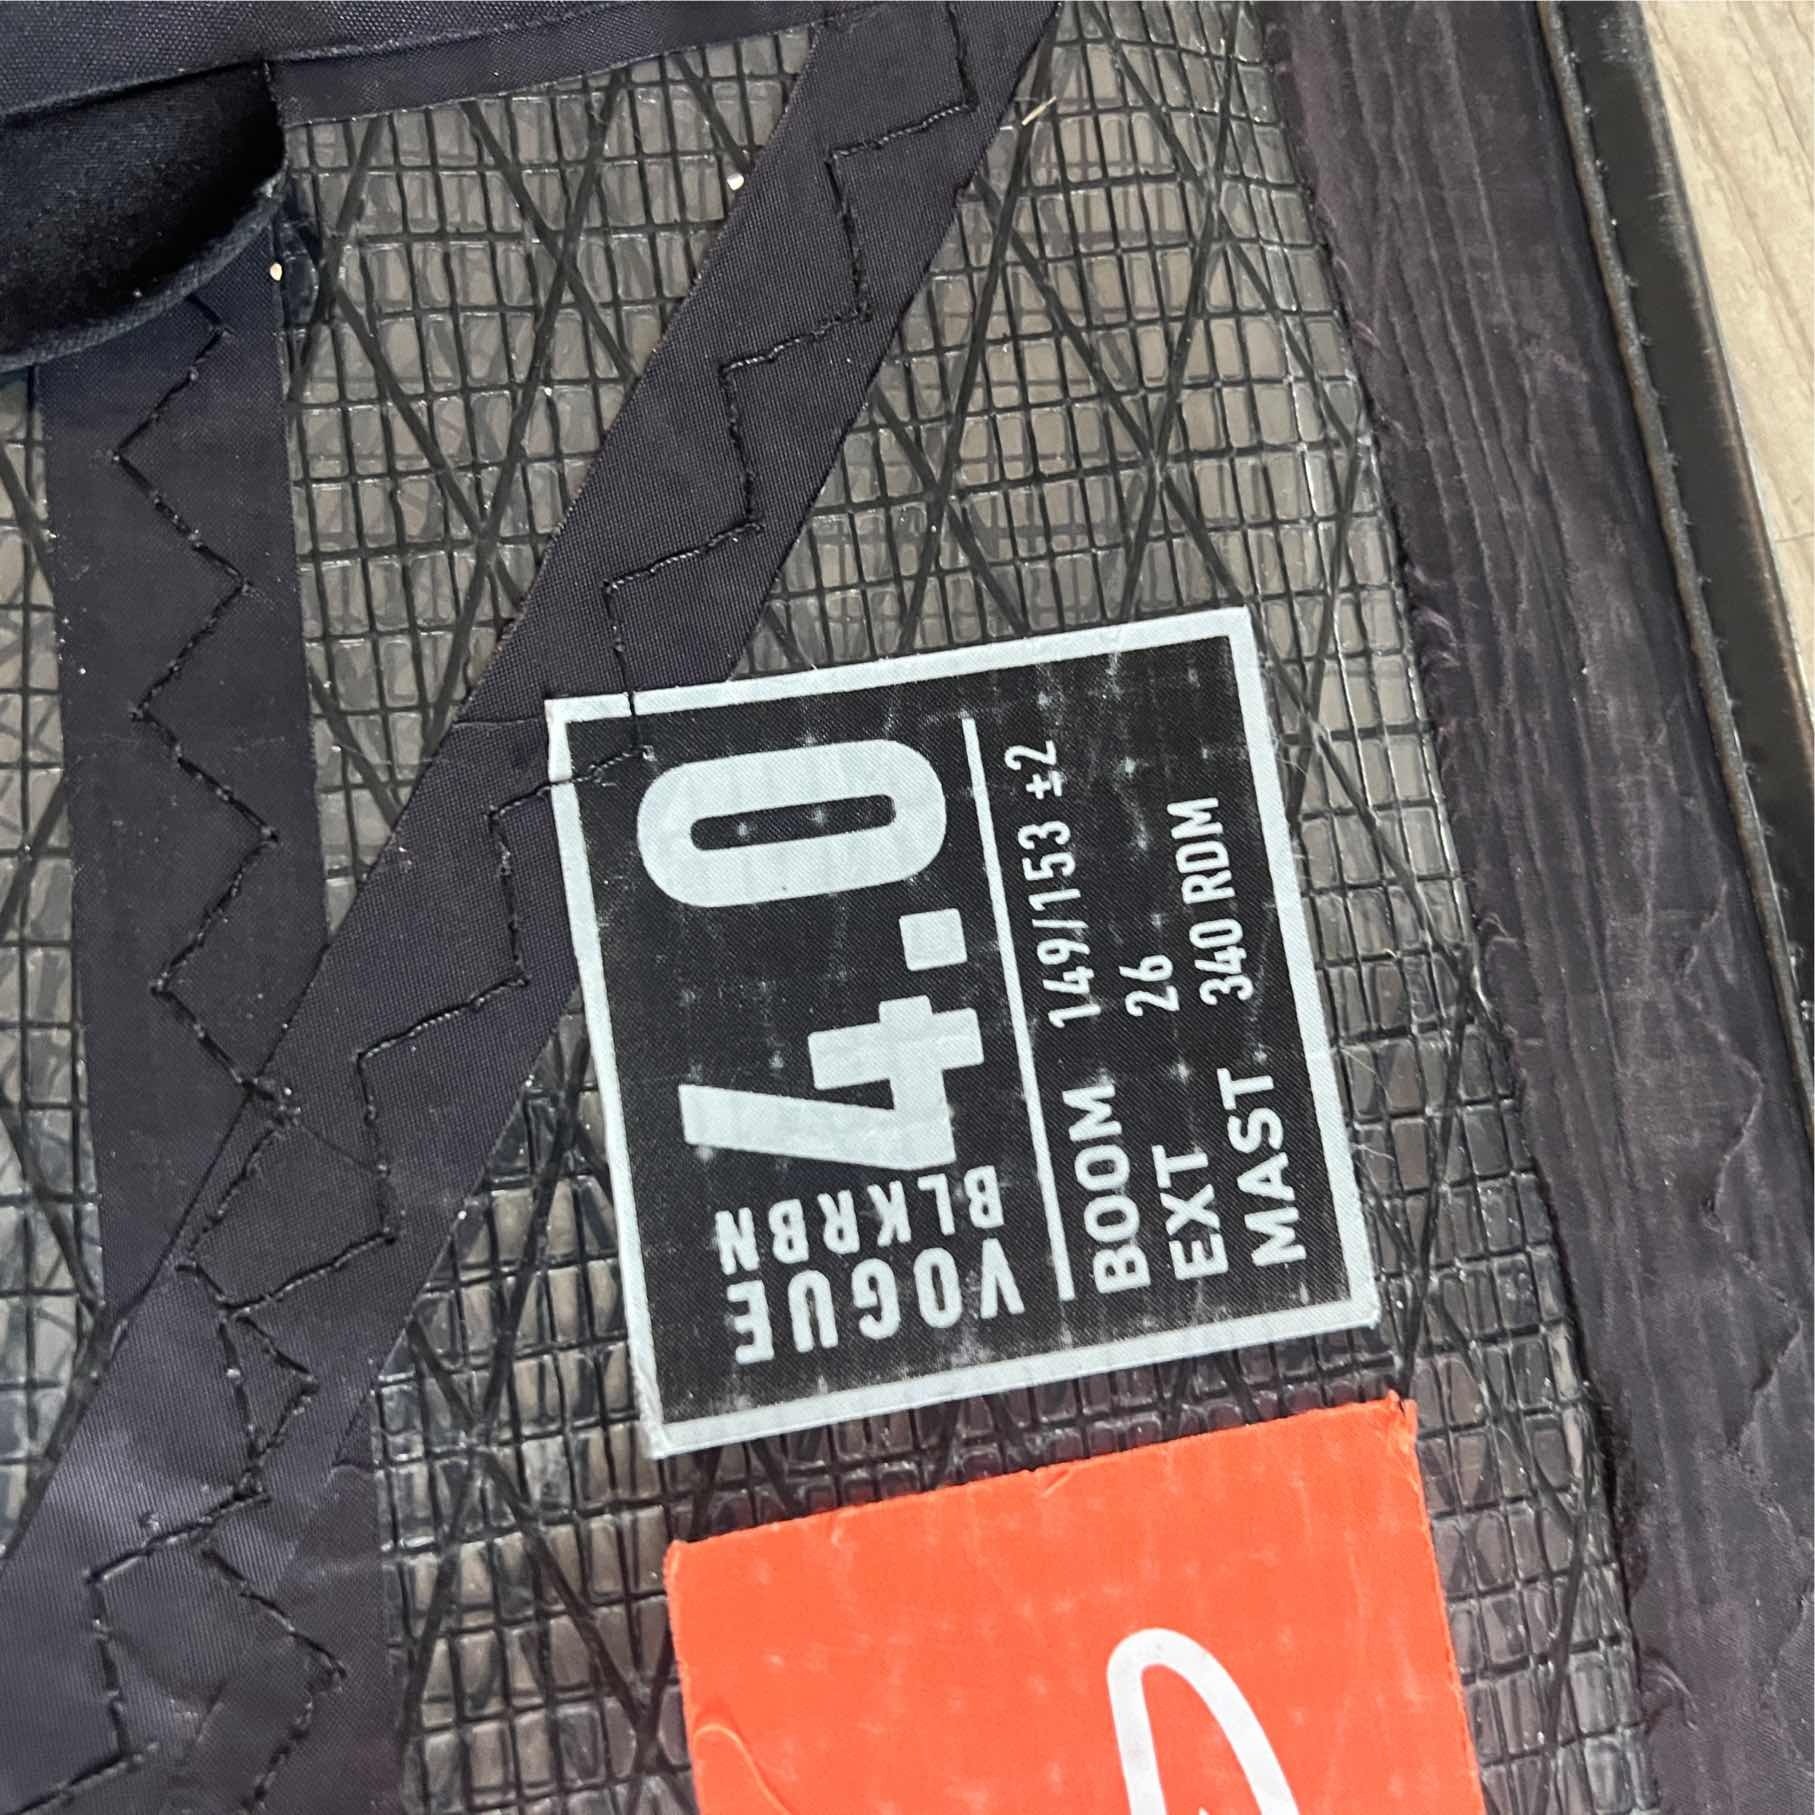 VOGUE
BLKRBN
4.0
BOOM 149/153 ±2
EXT 26
MAST 340 RDM